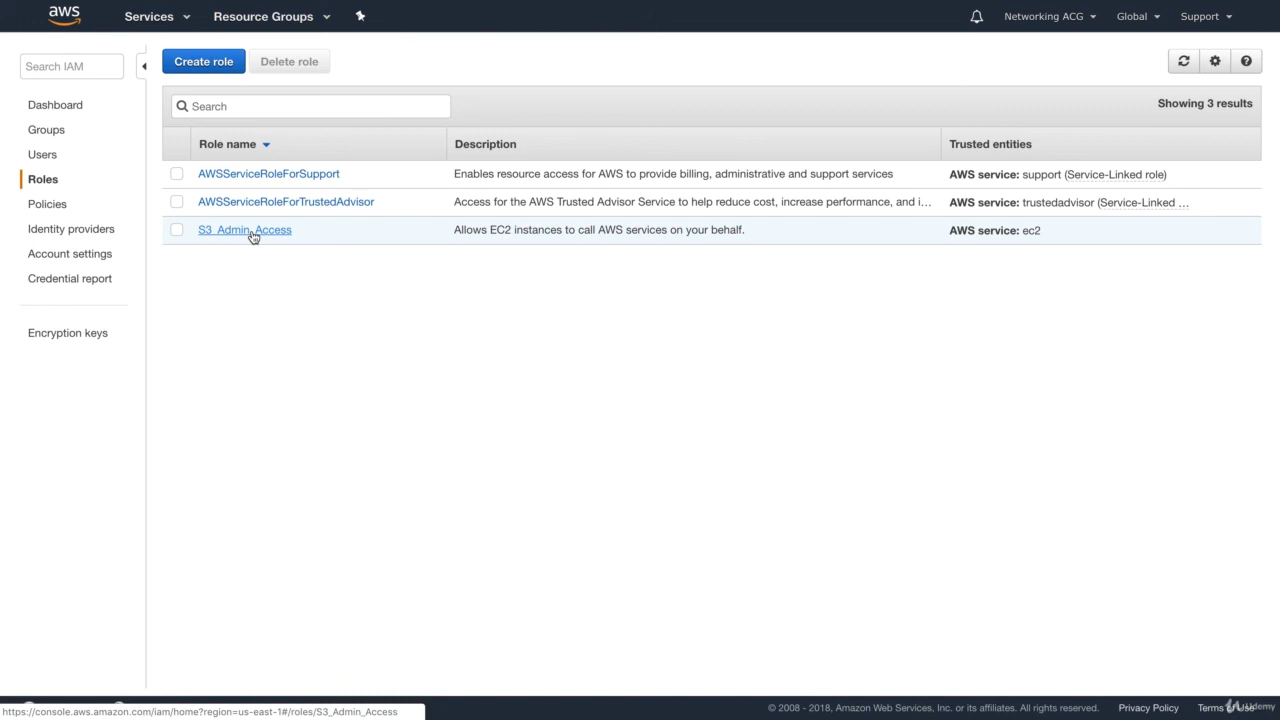 aws Services Resource Groups Networking ACG Global Support
Search IAM
Create role Delete role
Search
Showing 3 results
Dashboard
Groups
Users
Roles
Policies
Identity providers
Account settings
Credential report
Encryption keys
Role name Description Trusted entities
AWSServiceRoleForSupport Enables resource access for AWS to provide billing, administrative and support services AWS service: support (Service-Linked role)
AWSServiceRoleForTrustedAdvisor Access for the AWS Trusted Advisor Service to help reduce cost, increase performance, and i… AWS service: trustedadvisor (Service-Linked …
S3_Admin_Access Allows EC2 instances to call AWS services on your behalf. AWS service: ec2
https://console.aws.amazon.com/iam/home?region=us-east-1#/roles/S3_Admin_Access
© 2008 - 2018, Amazon Web Services, Inc. or its affiliates. All rights reserved. Privacy Policy Terms
Udemy